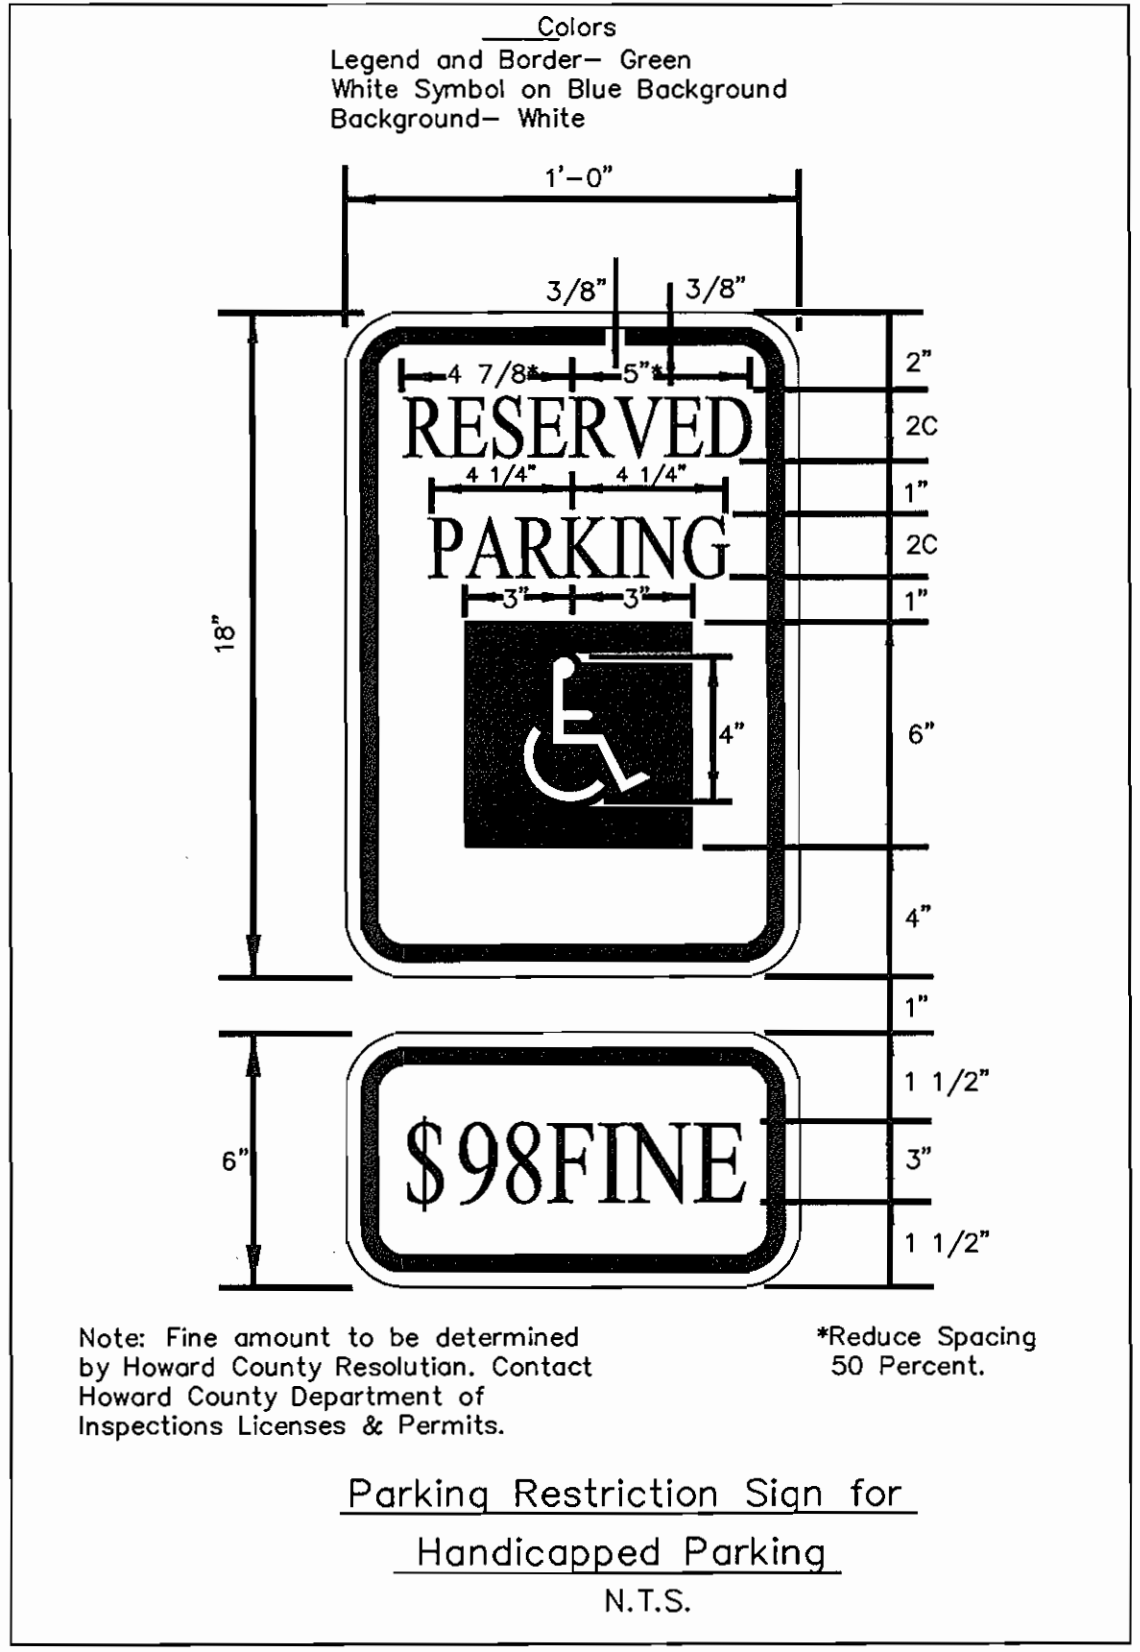 Colors
Legend and Border– Green
White Symbol on Blue Background
Background– White
1'–0"
3/8" 3/8"
2"
4 7/8* 5"*
RESERVED
2C
4 1/4" 4 1/4"
1"
PARKING
2C
3" 3"
1"
18"
4"
6"
4"
1"
1 1/2"
$98FINE
6"
3"
1 1/2"
Note: Fine amount to be determined
by Howard County Resolutian. Contact
Howard County Department of
Inspections Licenses & Permits.
*Reduce Spacing
50 Percent.
Parking Restriction Sign for
Handicapped Parking
N.T.S.